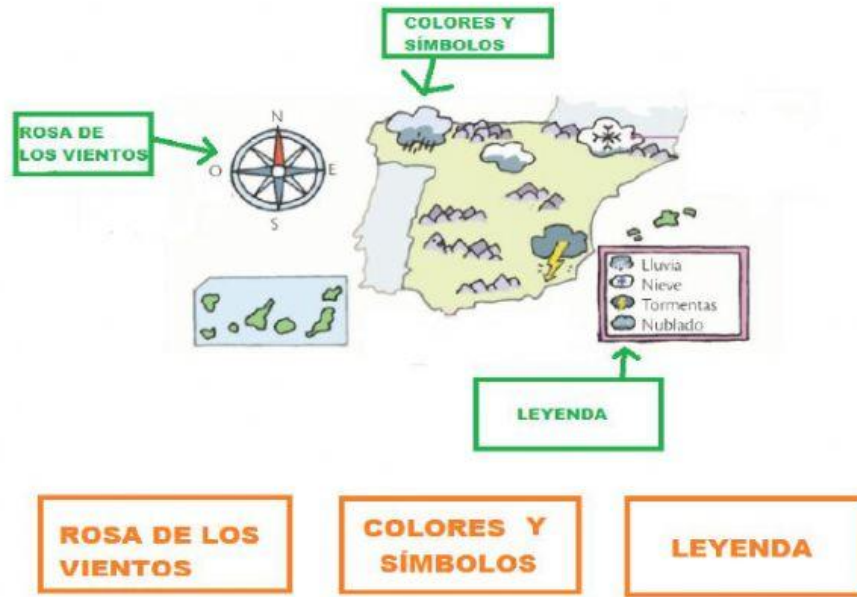 COLORES Y
SÍMBOLOS
ROSA DE
LOS VIENTOS
N
O
E
S
Lluvia
Nieve
Tormentas
Nublado
LEYENDA
ROSA DE LOS
VIENTOS
COLORES Y
SÍMBOLOS
LEYENDA